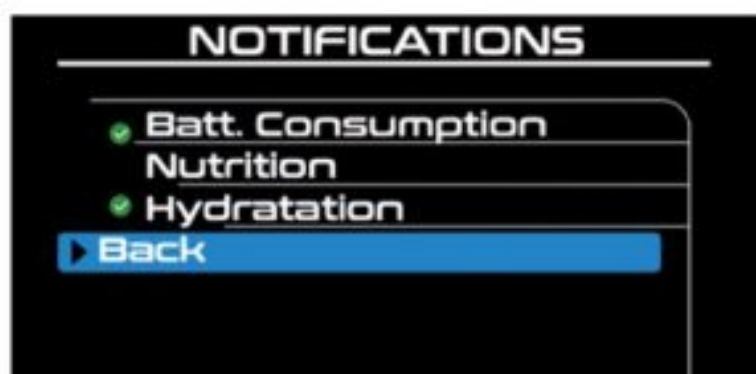 NOTIFICATIONS
Batt. Consumption
Nutrition
Hydratation
Back